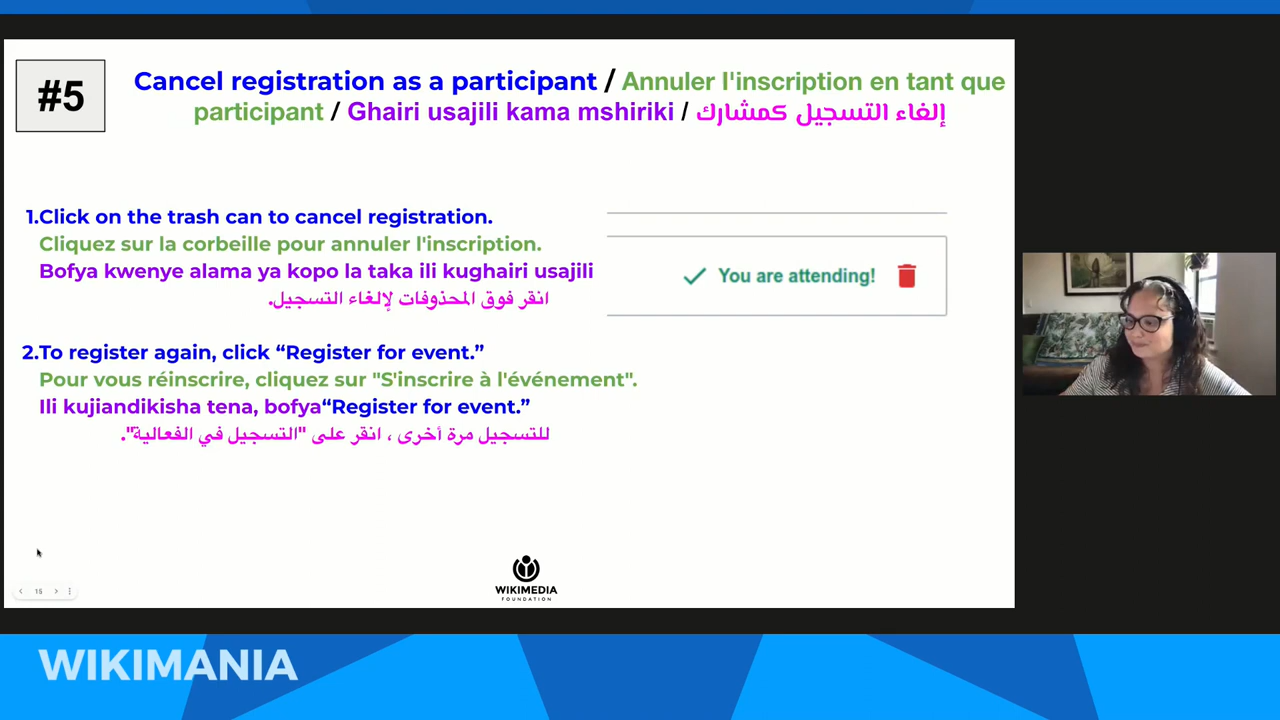 #5
Cancel registration as a participant / Annuler l'inscription en tant que
participant / Ghairi usajili kama mshiriki / إلغاء التسجيل كمشارك
1.Click on the trash can to cancel registration.
Cliquez sur la corbeille pour annuler l'inscription.
Bofya kwenye alama ya kopo la taka ili kughairi usajili
انقر فوق المحذوفات لإلغاء التسجيل.
You are attending!
2.To register again, click “Register for event.”
Pour vous réinscrire, cliquez sur "S'inscrire à l'événement".
Ili kujiandikisha tena, bofya“Register for event.”
للتسجيل مرة أخرى ، انقر على "التسجيل في الفعالية".
15
WIKIMEDIA
FOUNDATION
WIKIMANIA